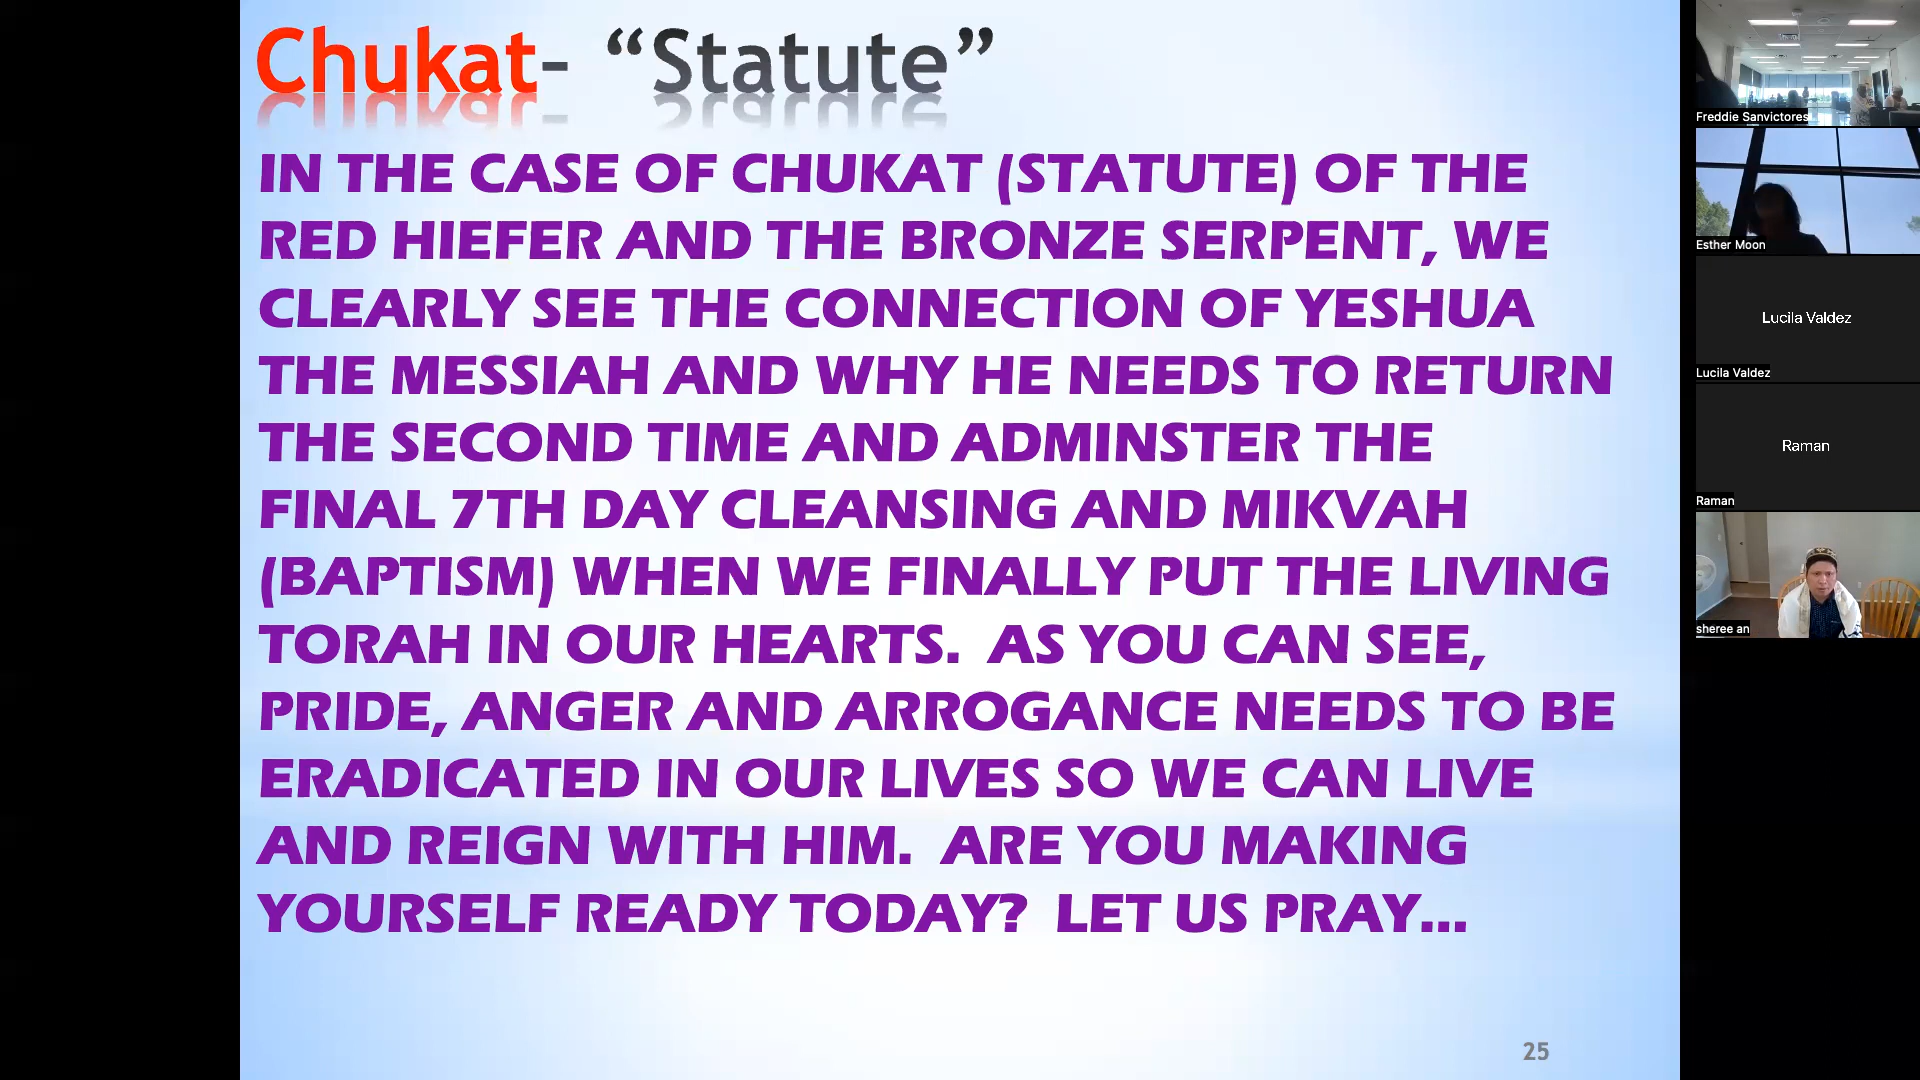 Chukat- “Statute”
IN THE CASE OF CHUKAT (STATUTE) OF THE
RED HIEFER AND THE BRONZE SERPENT, WE
CLEARLY SEE THE CONNECTION OF YESHUA
THE MESSIAH AND WHY HE NEEDS TO RETURN
THE SECOND TIME AND ADMINSTER THE
FINAL 7TH DAY CLEANSING AND MIKVAH
(BAPTISM) WHEN WE FINALLY PUT THE LIVING
TORAH IN OUR HEARTS.  AS YOU CAN SEE,
PRIDE, ANGER AND ARROGANCE NEEDS TO BE
ERADICATED IN OUR LIVES SO WE CAN LIVE
AND REIGN WITH HIM.  ARE YOU MAKING
YOURSELF READY TODAY?  LET US PRAY...
25
Freddie Sanvictores
Esther Moon
Lucila Valdez
Lucila Valdez
Raman
Raman
sheree an